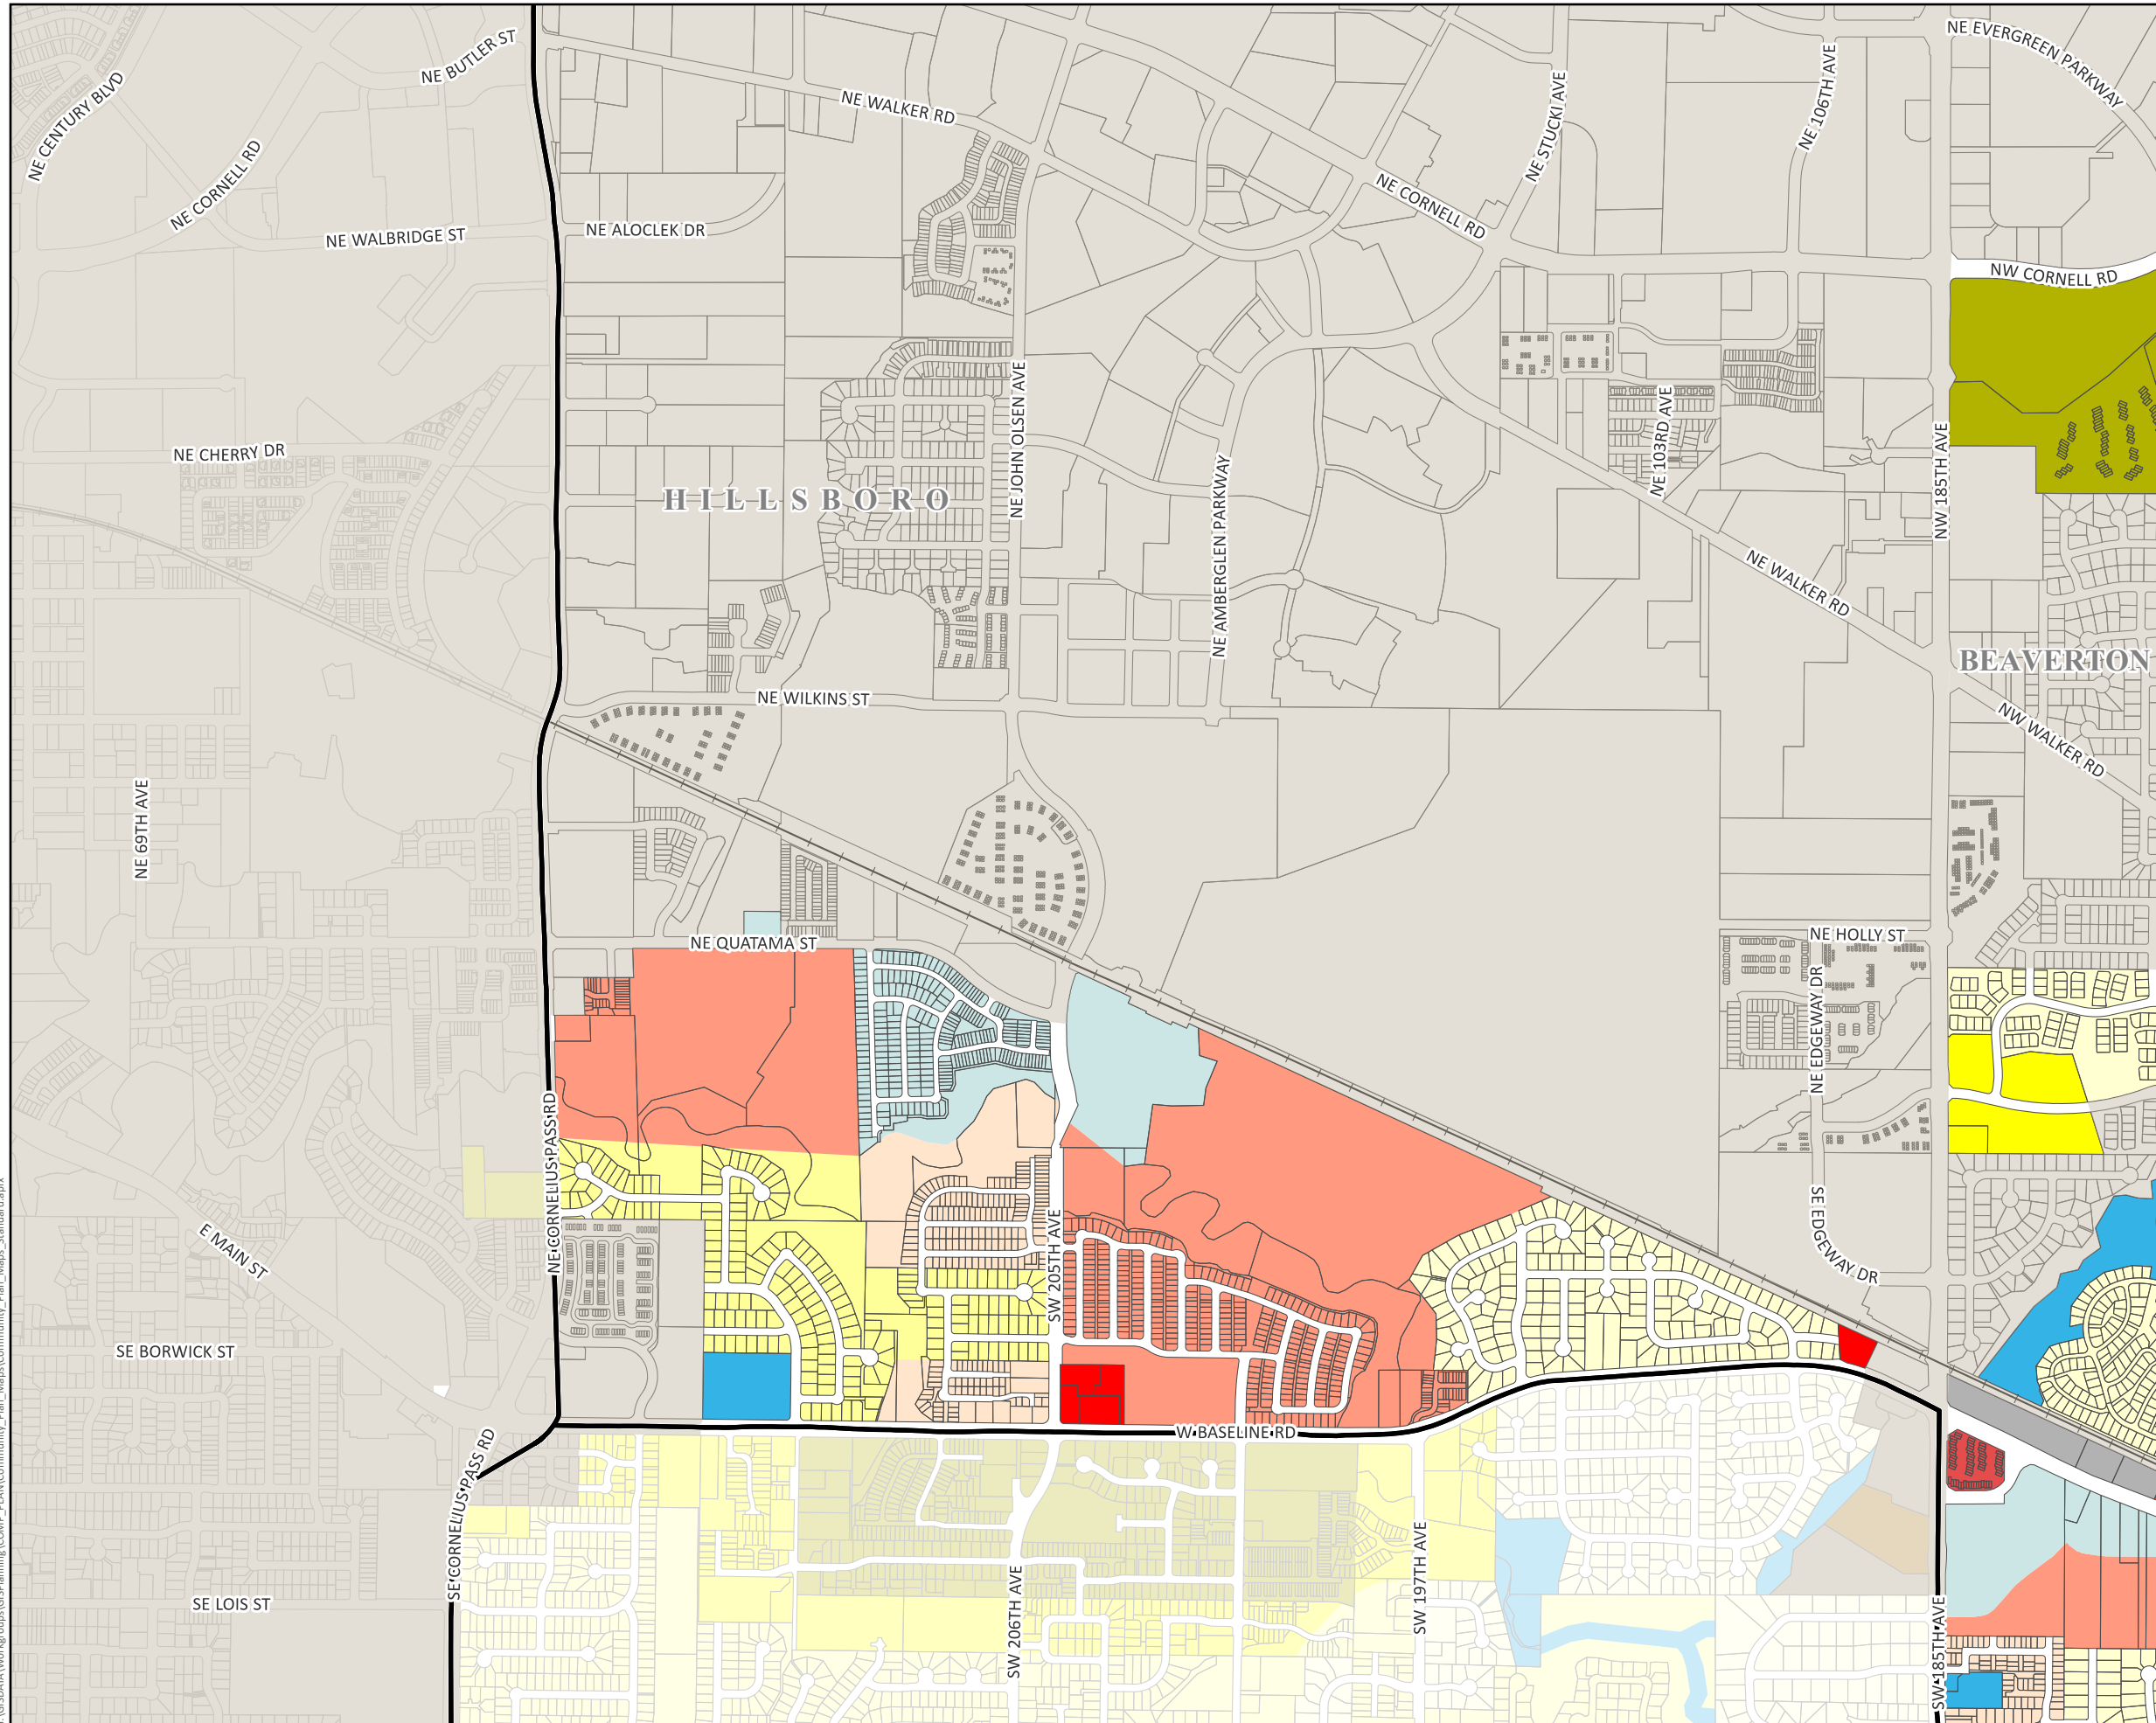 NE EVERGREEN PARKWAY
NE BUTLER ST
NE CENTURY BLVD
NE WALKER RD
NE STUCKI AVE
NE 106TH AVE
NE CORNELL RD
NE CORNELL RD
NE WALBRIDGE ST
NE ALOCLEK DR
NW CORNELL RD
NE JOHN OLSEN AVE
NE 103RD AVE
NW 185TH AVE
NE CHERRY DR
HILLSBORO
NE AMBERGLEN PARKWAY
NE WALKER RD
BEAVERTON
NE WILKINS ST
NW WALKER RD
NE 69TH AVE
NE QUATAMA ST
NE HOLLY ST
NE EDGEWAY DR
NE CORNELIUS PASS RD
E MAIN ST
SW 205TH AVE
SE EDGEWAY DR
SE BORWICK ST
W BASELINE RD
SE CORNELIUS PASS RD
SW 206TH AVE
SW 197TH AVE
SE LOIS ST
SW 185TH AVE